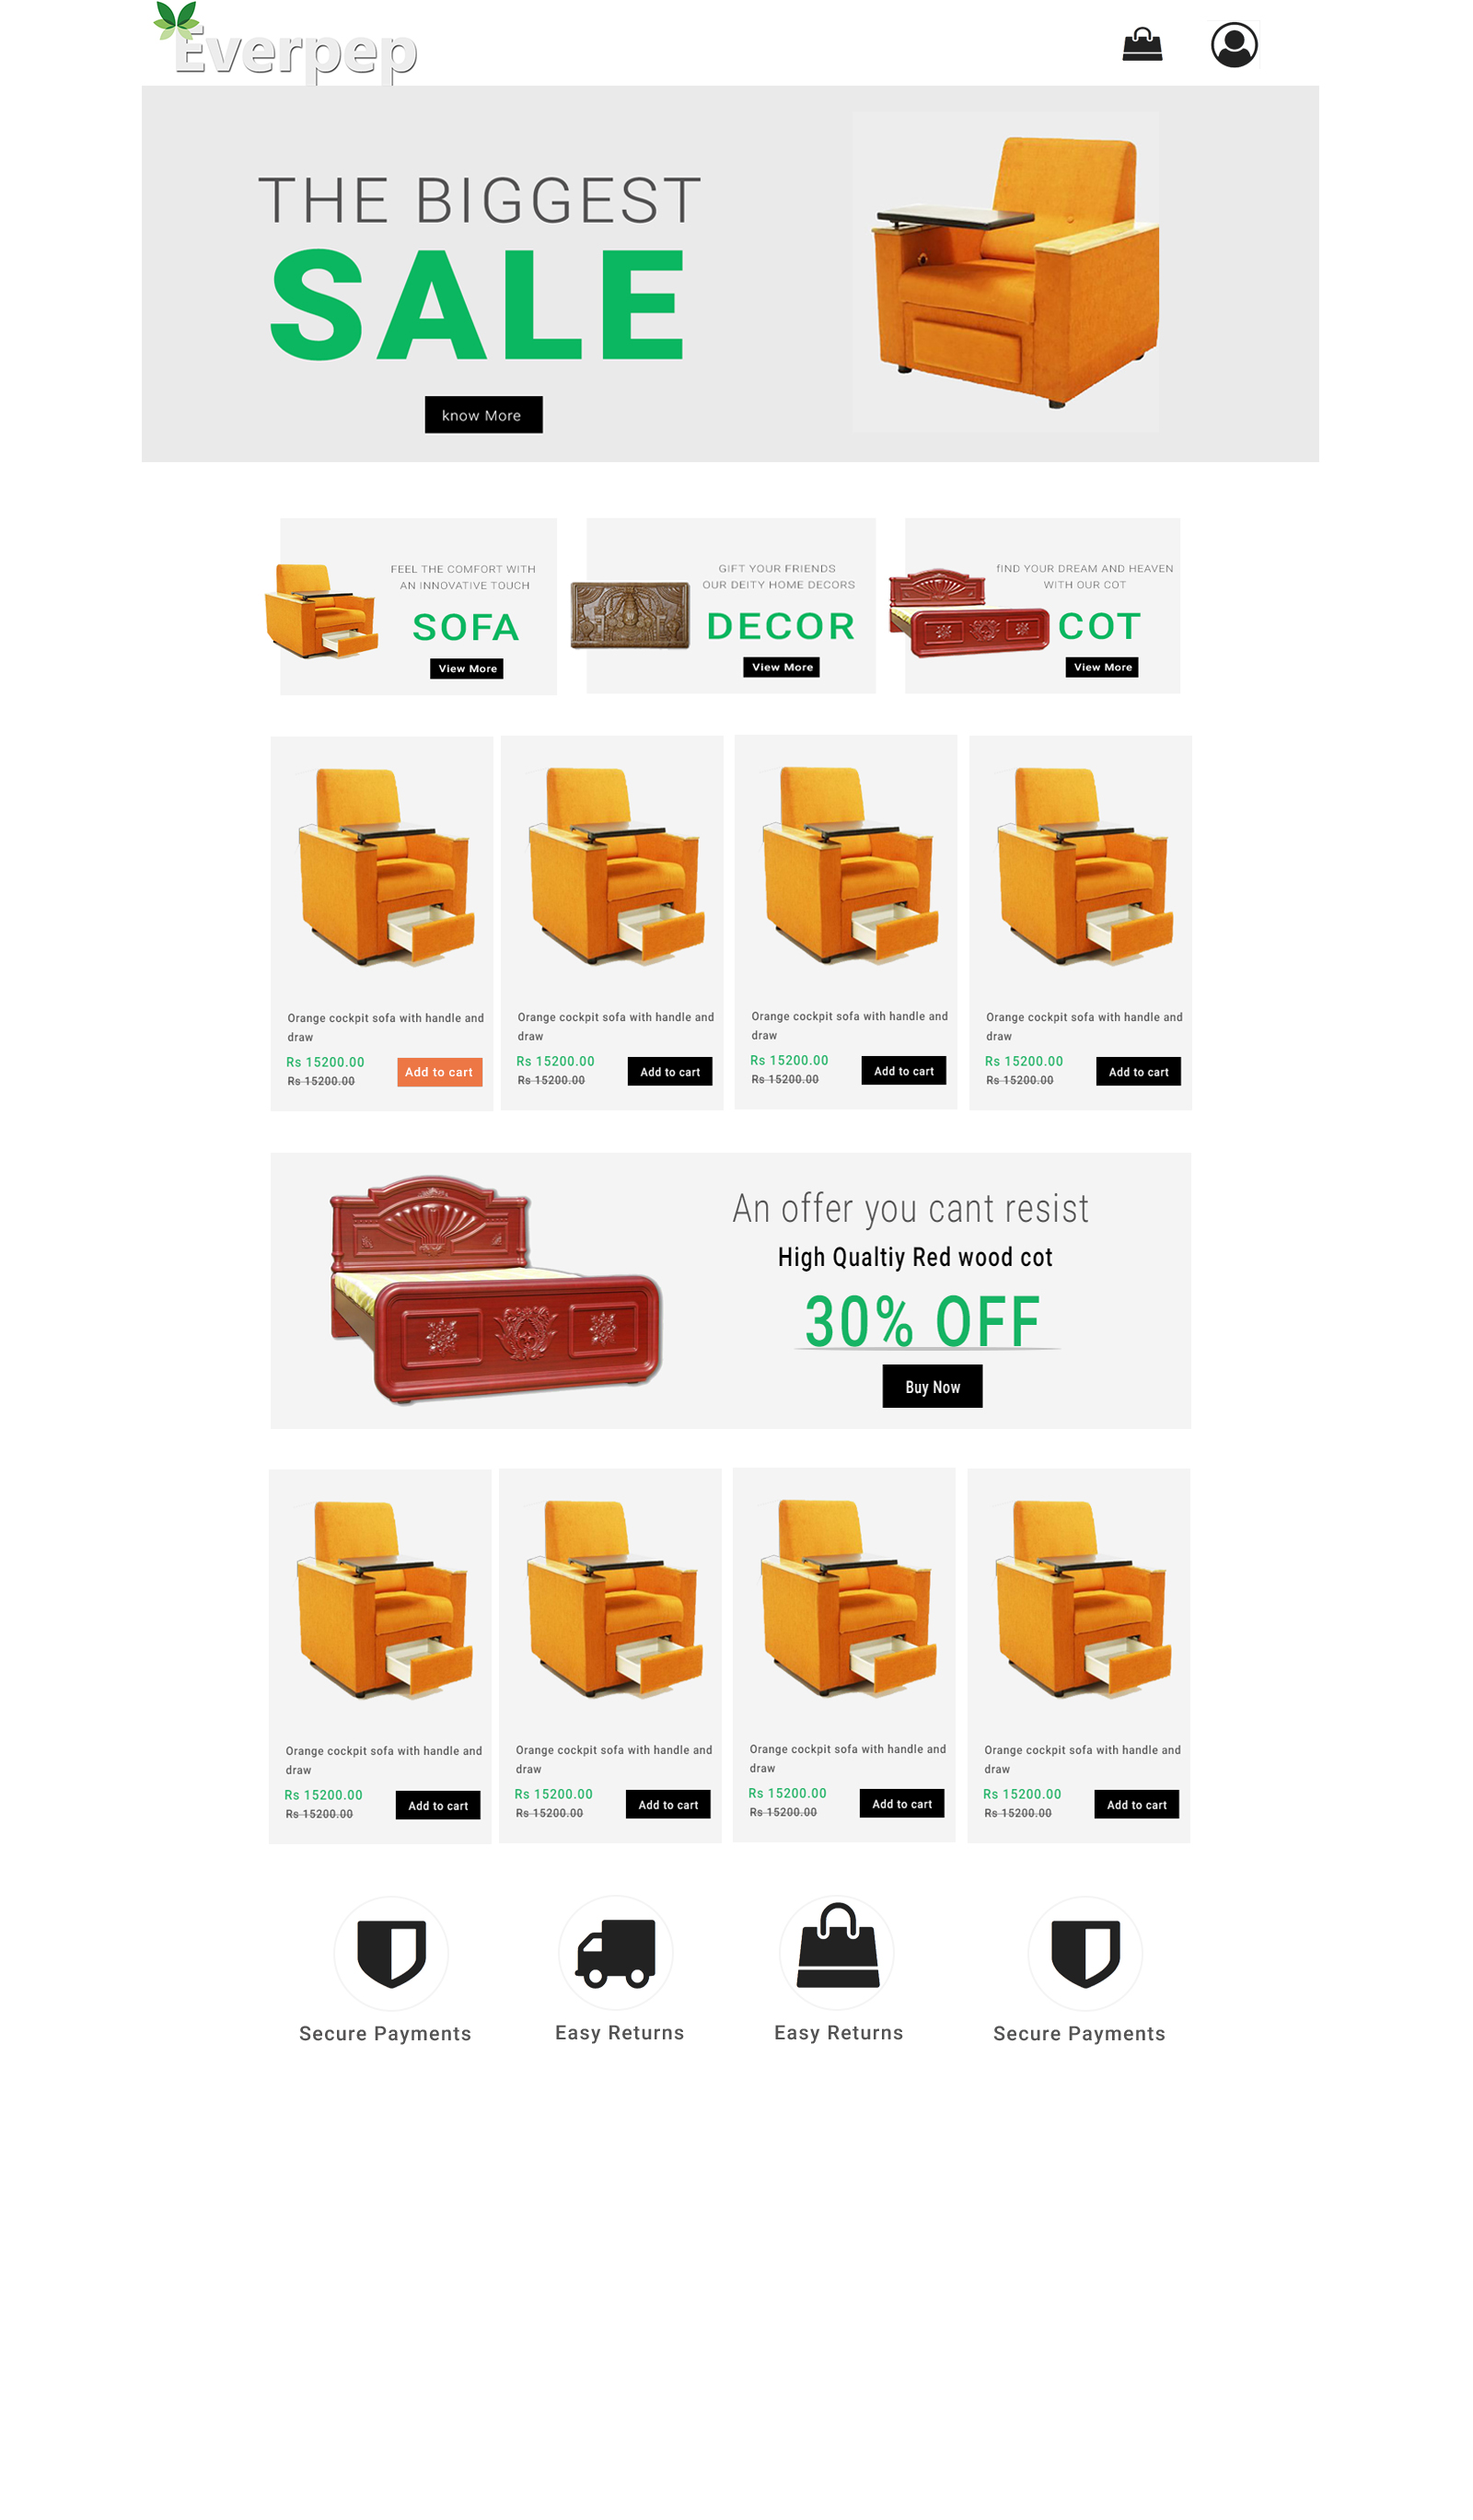 Everpep
THE BIGGEST
SALE
know More
FEEL THE COMFORT WITH
AN INNOVATIVE TOUCH
SOFA
View More
GIFT YOUR FRIENDS
OUR DEITY HOME DECORS
DECOR
View More
fIND YOUR DREAM AND HEAVEN
WITH OUR COT
COT
View More
Orange cockpit sofa with handle and
draw
Rs 15200.00
Rs 15200.00
Add to cart
Orange cockpit sofa with handle and
draw
Rs 15200.00
Rs 15200.00
Add to cart
Orange cockpit sofa with handle and
draw
Rs 15200.00
Rs 15200.00
Add to cart
Orange cockpit sofa with handle and
draw
Rs 15200.00
Rs 15200.00
Add to cart
An offer you cant resist
High Qualtiy Red wood cot
30% OFF
Buy Now
Orange cockpit sofa with handle and
draw
Rs 15200.00
Rs 15200.00
Add to cart
Orange cockpit sofa with handle and
draw
Rs 15200.00
Rs 15200.00
Add to cart
Orange cockpit sofa with handle and
draw
Rs 15200.00
Rs 15200.00
Add to cart
Orange cockpit sofa with handle and
draw
Rs 15200.00
Rs 15200.00
Add to cart
Secure Payments
Easy Returns
Easy Returns
Secure Payments